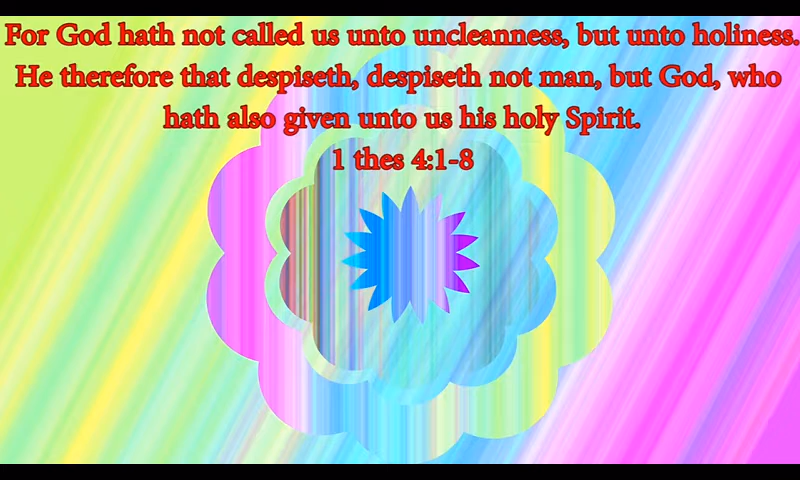 For God hath not called us unto uncleanness, but unto holiness.
He therefore that despiseth, despiseth not man, but God, who
hath also given unto us his holy Spirit.
1 thes 4:1-8